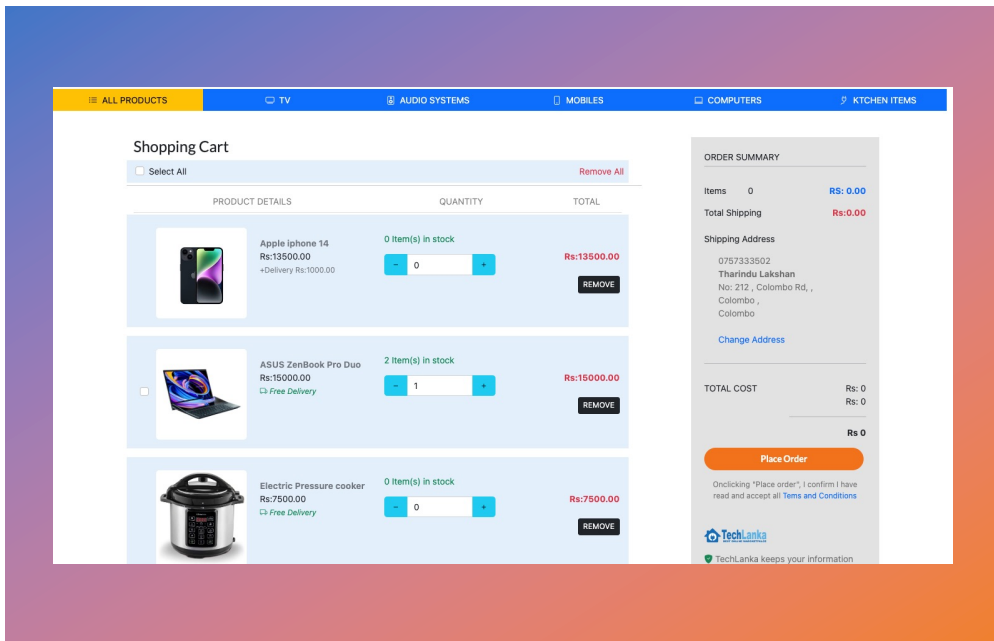 ALL PRODUCTS TV AUDIO SYSTEMS MOBILES COMPUTERS KTCHEN ITEMS
Shopping Cart
Select All Remove All
PRODUCT DETAILS QUANTITY TOTAL
Apple iphone 14
Rs:13500.00
+Delivery Rs:1000.00
0 Item(s) in stock
- 0 +
Rs:13500.00
REMOVE
ASUS ZenBook Pro Duo
Rs:15000.00
Free Delivery
2 Item(s) in stock
- 1 +
Rs:15000.00
REMOVE
Electric Pressure cooker
Rs:7500.00
Free Delivery
0 Item(s) in stock
- 0 +
Rs:7500.00
REMOVE
ORDER SUMMARY
Items 0 RS: 0.00
Total Shipping Rs:0.00
Shipping Address
0757333502
Tharindu Lakshan
No: 212 , Colombo Rd, ,
Colombo ,
Colombo
Change Address
TOTAL COST Rs: 0
Rs: 0
Rs 0
Place Order
Onclicking "Place order", I confirm I have
read and accept all Tems and Conditions
TechLanka
TechLanka keeps your information